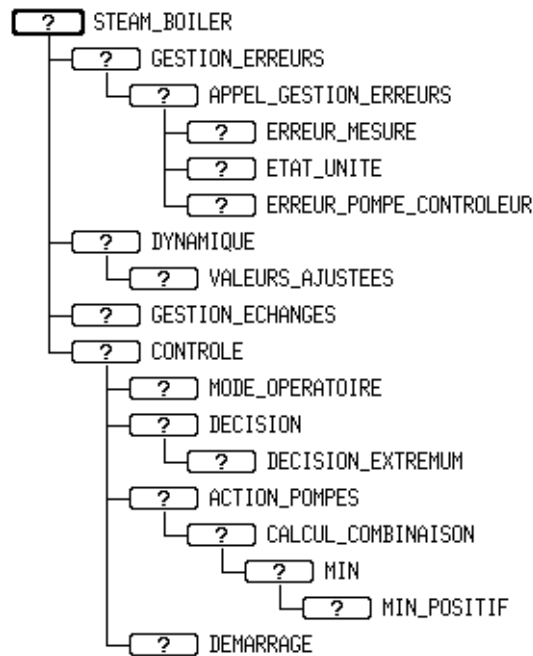 ? STEAM_BOILER
? GESTION_ERREURS
? APPEL_GESTION_ERREURS
? ERREUR_MESURE
? ETAT_UNITE
? ERREUR_POMPE_CONTROLEUR
? DYNAMIQUE
? VALEURS_AJUSTEES
? GESTION_ECHANGES
? CONTROLE
? MODE_OPERATOIRE
? DECISION
? DECISION_EXTREMUM
? ACTION_POMPES
? CALCUL_COMBINAISON
? MIN
? MIN_POSITIF
? DEMARRAGE